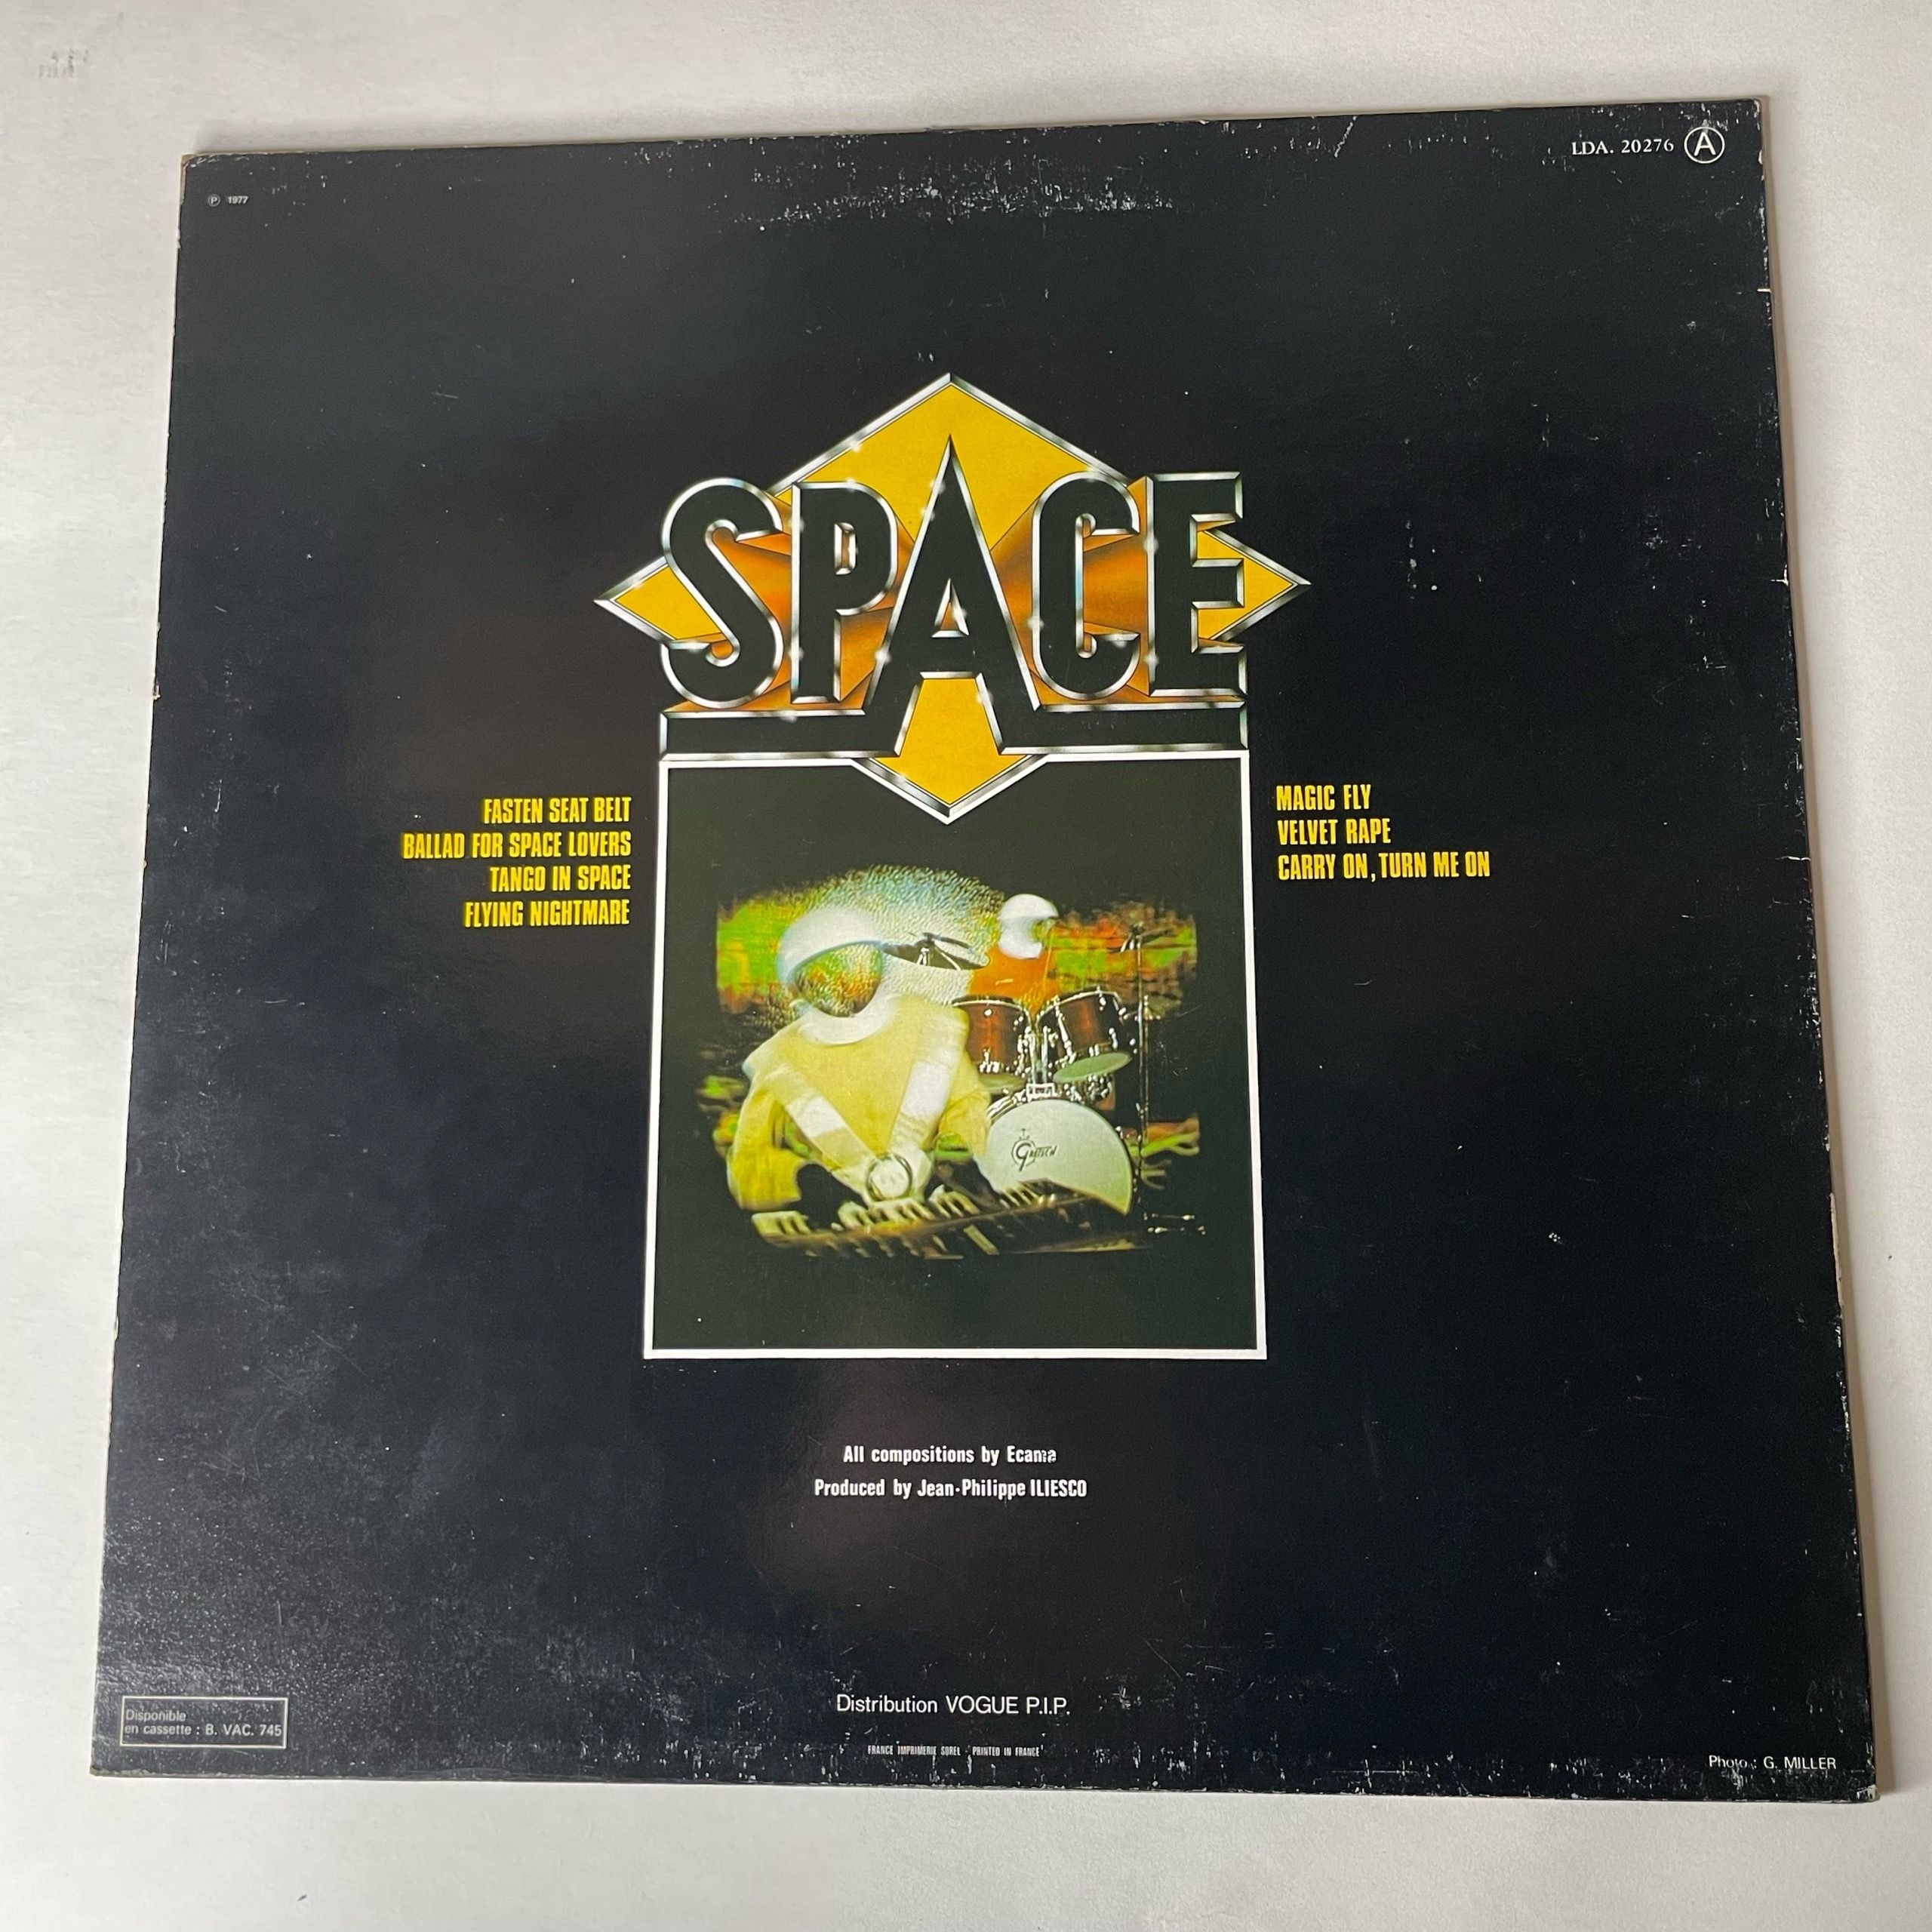 LDA. 20276 A
℗ 1977
SPACE
FASTEN SEAT BELT
BALLAD FOR SPACE LOVERS
TANGO IN SPACE
FLYING NIGHTMARE
MAGIC FLY
VELVET RAPE
CARRY ON, TURN ME ON
GRETSCH
All compositions by Ecama
Produced by Jean-Philippe ILIESCO
Distribution VOGUE P.I.P.
FRANCE IMPRIMERIE SOREL - PRINTED IN FRANCE
Disponible
en cassette : B. VAC. 745
Photo : G. MILLER